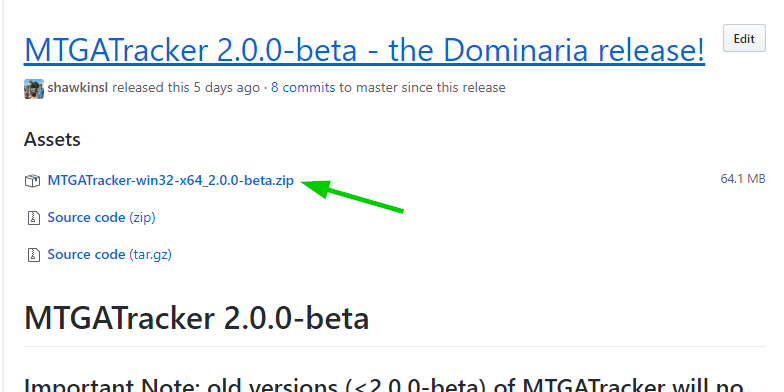 MTGATracker 2.0.0-beta - the Dominaria release!
Edit
shawkinsl released this 5 days ago · 8 commits to master since this release
Assets
MTGATracker-win32-x64_2.0.0-beta.zip 64.1 MB
Source code (zip)
Source code (tar.gz)
MTGATracker 2.0.0-beta
Important Note: old versions (<2.0.0-beta) of MTGATracker will no